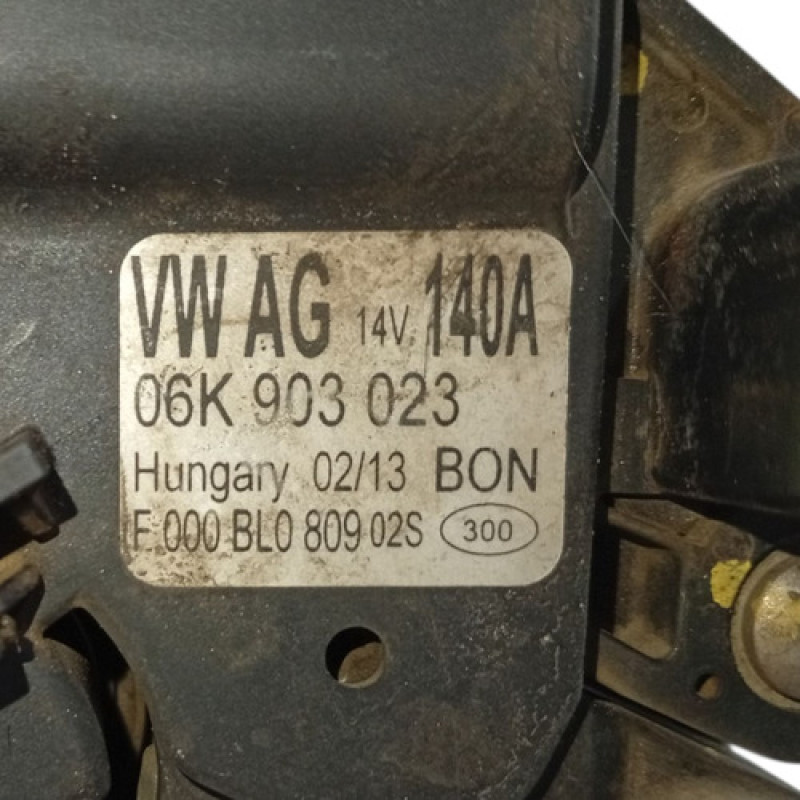 VW AG 14V 140A
06K 903 023
Hungary 02/13 BON
F 000 BL0 809 02S 300